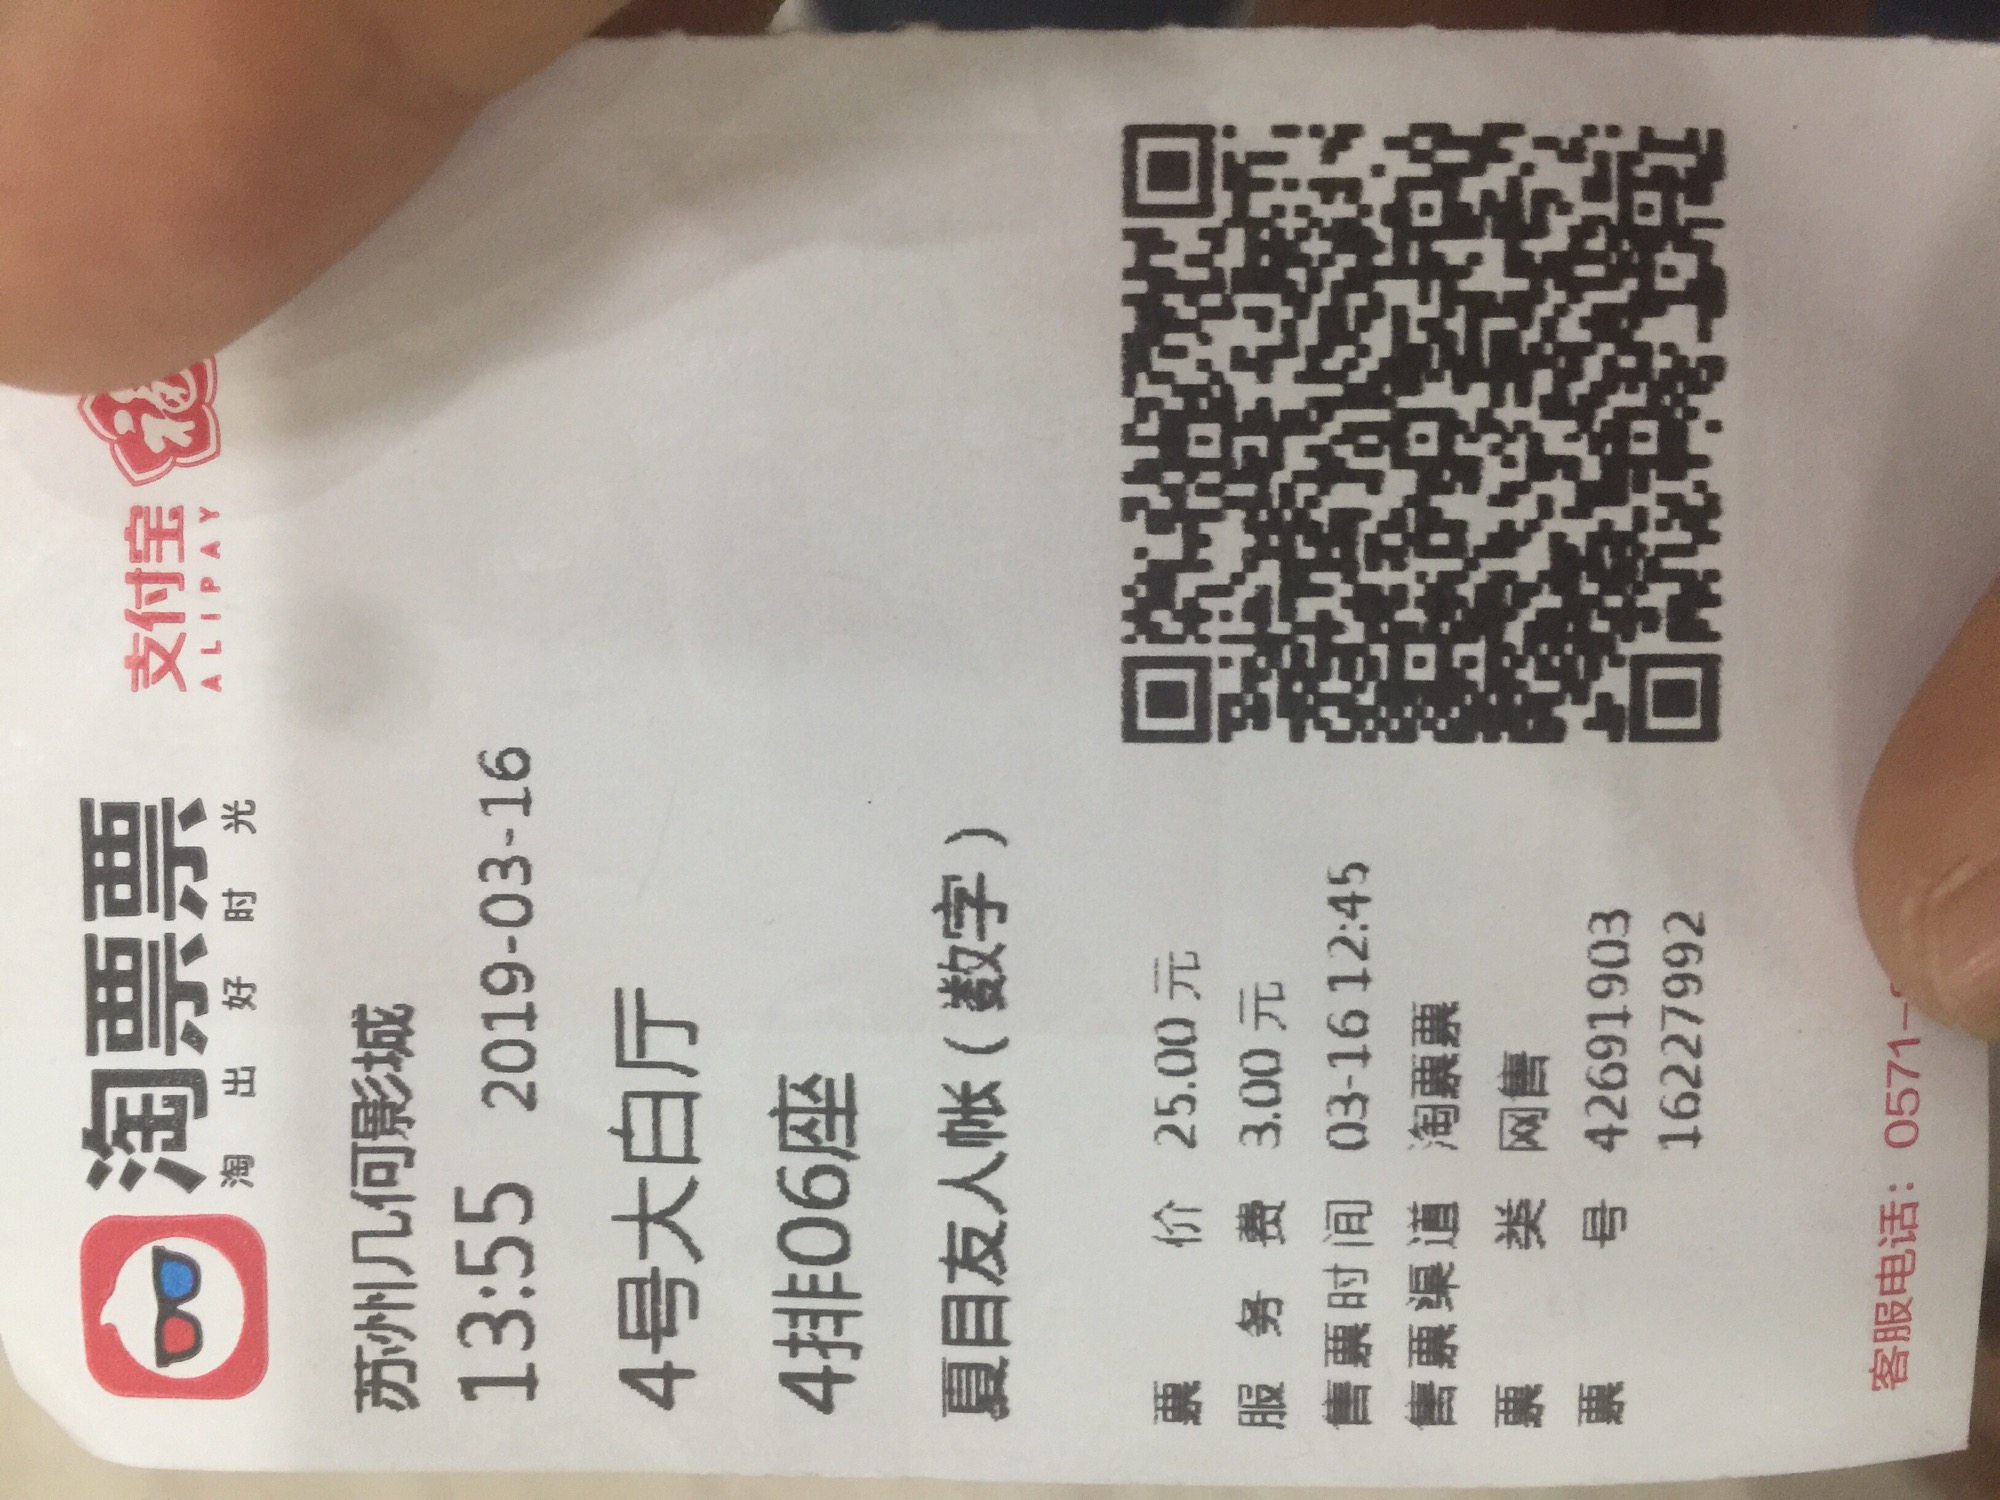 淘票票
淘出好时光
支付宝
ALIPAY
苏州几何影城
13:55 2019-03-16
4号大白厅
4排06座
夏目友人帐（数字）
票价 25.00元
服务费 3.00元
售票时间 03-16 12:45
售票渠道 淘票票
票类 网售
票号 42691903
16227992
客服电话：0571-